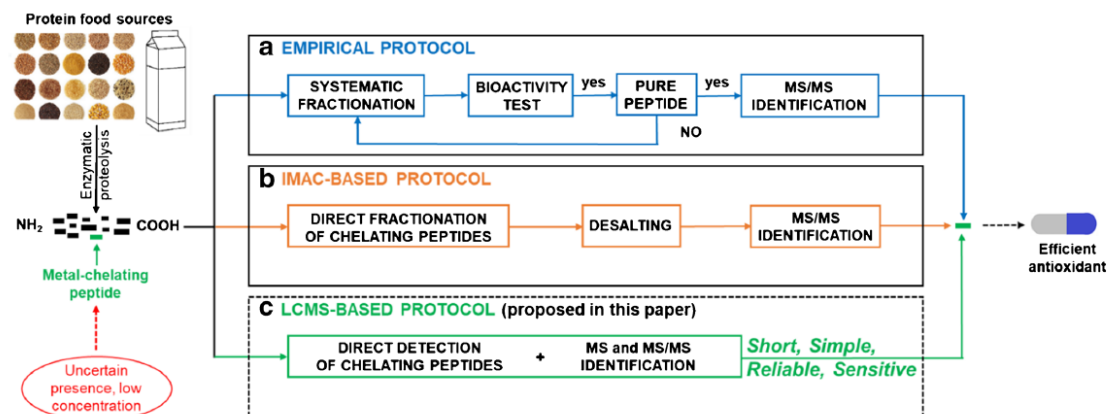 Protein food sources
Enzymatic
proteolysis
NH₂
COOH
Metal-chelating
peptide
Uncertain
presence, low
concentration
a EMPIRICAL PROTOCOL
SYSTEMATIC
FRACTIONATION
BIOACTIVITY
TEST
yes
PURE
PEPTIDE
yes
NO
MS/MS
IDENTIFICATION
b IMAC-BASED PROTOCOL
DIRECT FRACTIONATION
OF CHELATING PEPTIDES
DESALTING
MS/MS
IDENTIFICATION
c LCMS-BASED PROTOCOL (proposed in this paper)
DIRECT DETECTION
OF CHELATING PEPTIDES
+
MS and MS/MS
IDENTIFICATION
Short, Simple,
Reliable, Sensitive
Efficient
antioxidant